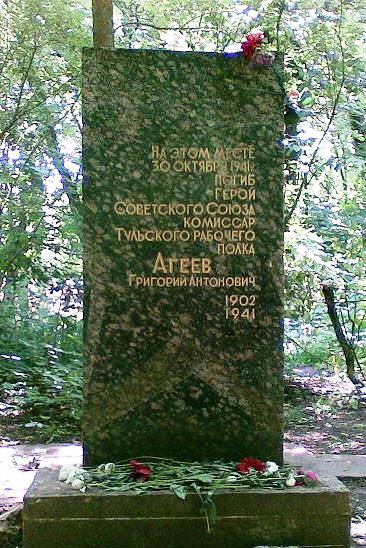 На этом месте
30 октября 1941г
погиб
Герой
Советского Союза
комиссар
Тульского рабочего
полка
Агеев
Григорий Антонович
1902
1941